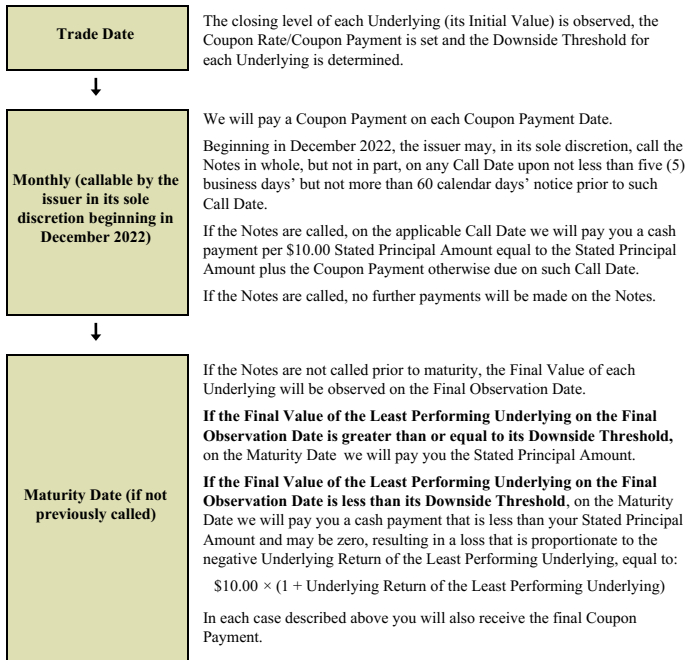 Trade Date
The closing level of each Underlying (its Initial Value) is observed, the
Coupon Rate/Coupon Payment is set and the Downside Threshold for
each Underlying is determined.
Monthly (callable by the
issuer in its sole
discretion beginning in
December 2022)
We will pay a Coupon Payment on each Coupon Payment Date.
Beginning in December 2022, the issuer may, in its sole discretion, call the
Notes in whole, but not in part, on any Call Date upon not less than five (5)
business days’ but not more than 60 calendar days’ notice prior to such
Call Date.
If the Notes are called, on the applicable Call Date we will pay you a cash
payment per $10.00 Stated Principal Amount equal to the Stated Principal
Amount plus the Coupon Payment otherwise due on such Call Date.
If the Notes are called, no further payments will be made on the Notes.
Maturity Date (if not
previously called)
If the Notes are not called prior to maturity, the Final Value of each
Underlying will be observed on the Final Observation Date.
If the Final Value of the Least Performing Underlying on the Final
Observation Date is greater than or equal to its Downside Threshold,
on the Maturity Date we will pay you the Stated Principal Amount.
If the Final Value of the Least Performing Underlying on the Final
Observation Date is less than its Downside Threshold, on the Maturity
Date we will pay you a cash payment that is less than your Stated Principal
Amount and may be zero, resulting in a loss that is proportionate to the
negative Underlying Return of the Least Performing Underlying, equal to:
$10.00 × (1 + Underlying Return of the Least Performing Underlying)
In each case described above you will also receive the final Coupon
Payment.